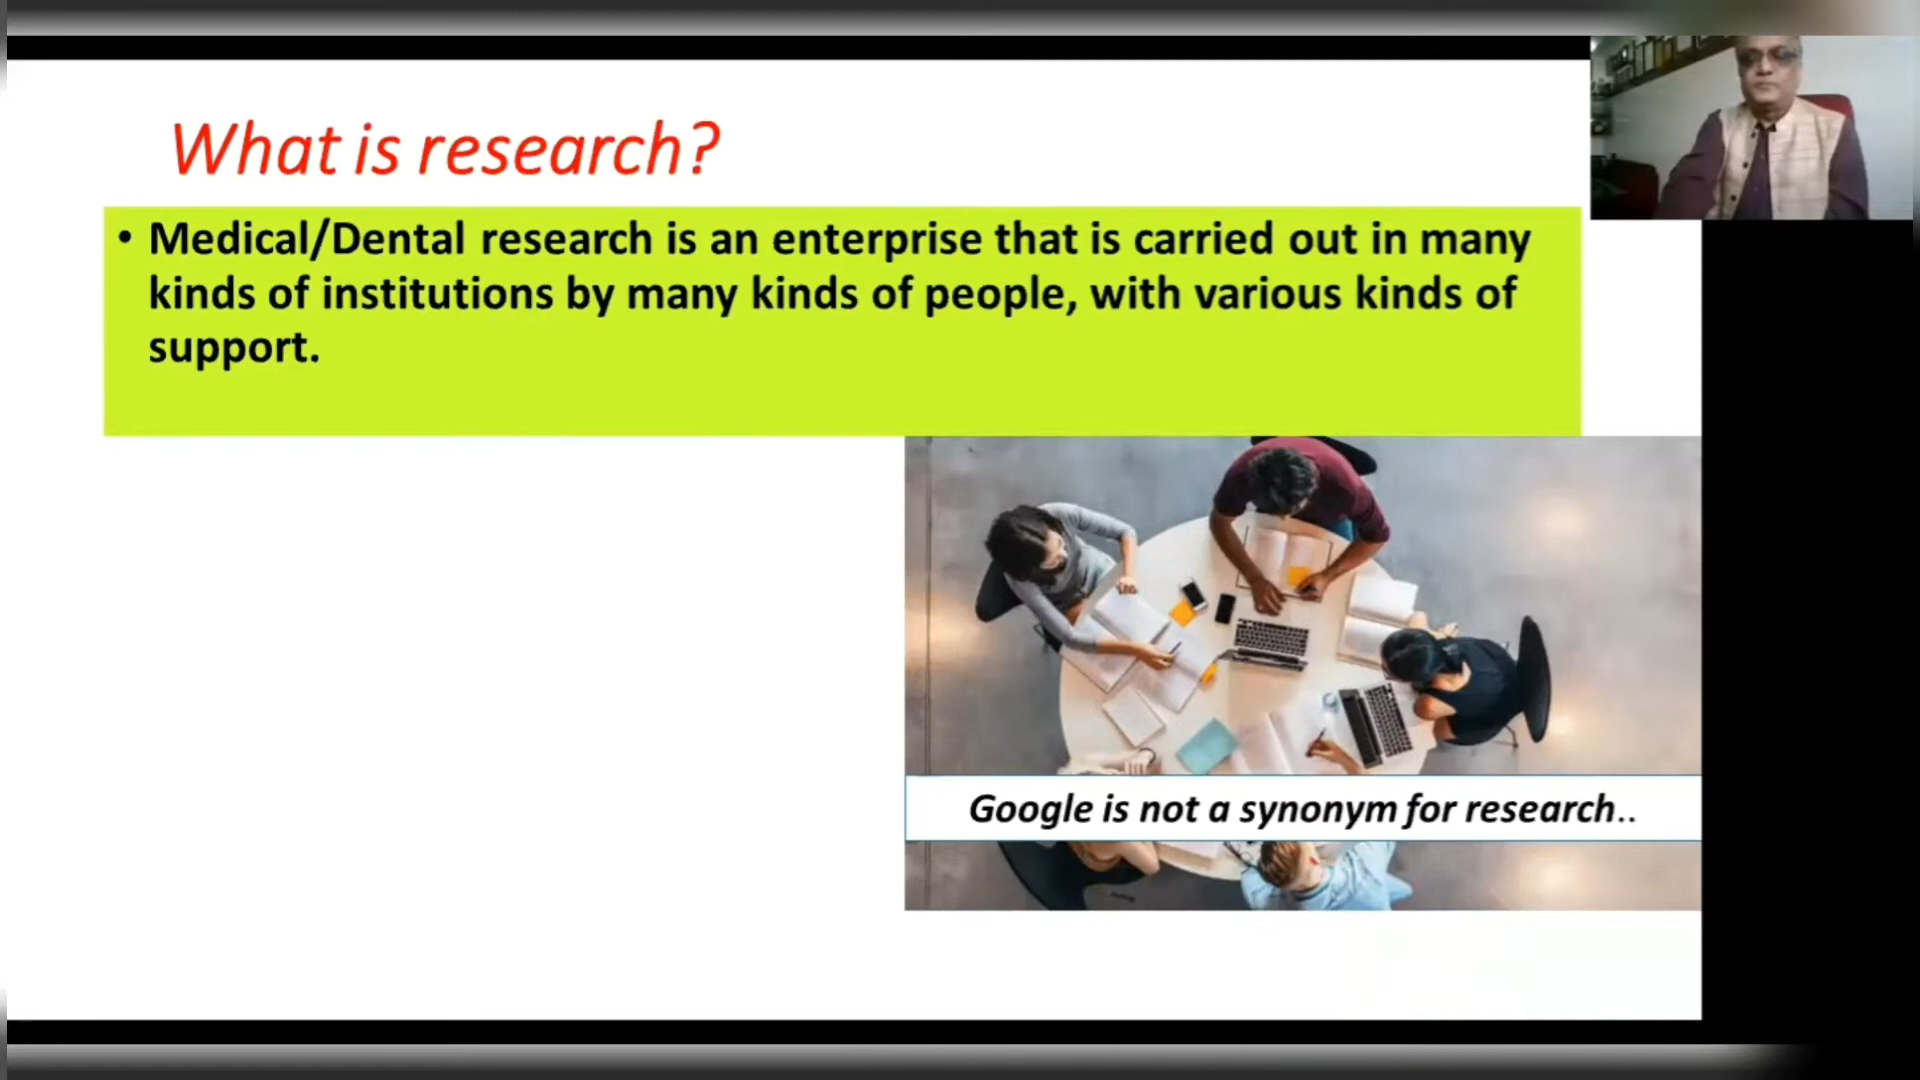 What is research?
• Medical/Dental research is an enterprise that is carried out in many
kinds of institutions by many kinds of people, with various kinds of
support.
Google is not a synonym for research..